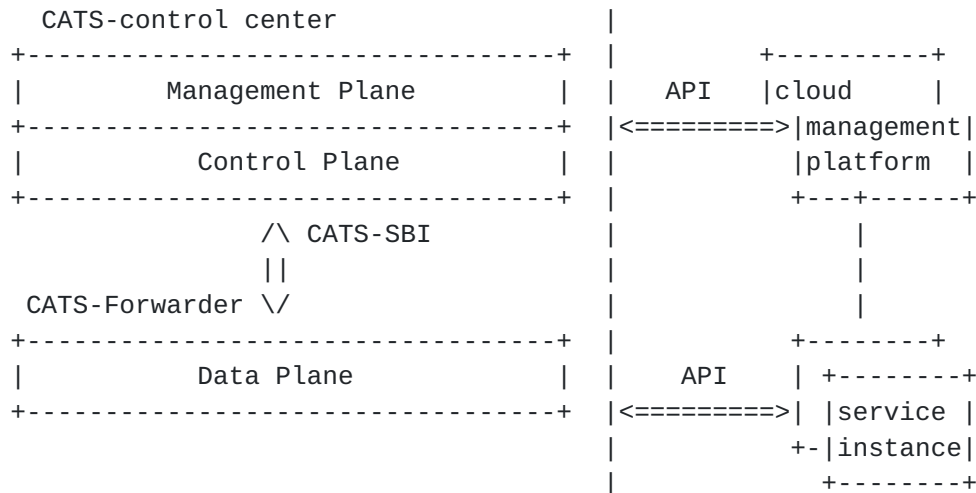 CATS-control center                  |
+----------------------------------+  |         +----------+
|         Management Plane         |  |   API   |cloud     |
+----------------------------------+  |<=========>|management|
|           Control Plane          |  |           |platform  |
+----------------------------------+  |           +---+------+
                /\ CATS-SBI           |               |
                ||                    |               |
 CATS-Forwarder \/                    |               |
+----------------------------------+  |           +--------+
|           Data Plane             |  |    API    | +--------+
+----------------------------------+  |<=========>| |service |
                                      |           +-|instance|
                                      |             +--------+